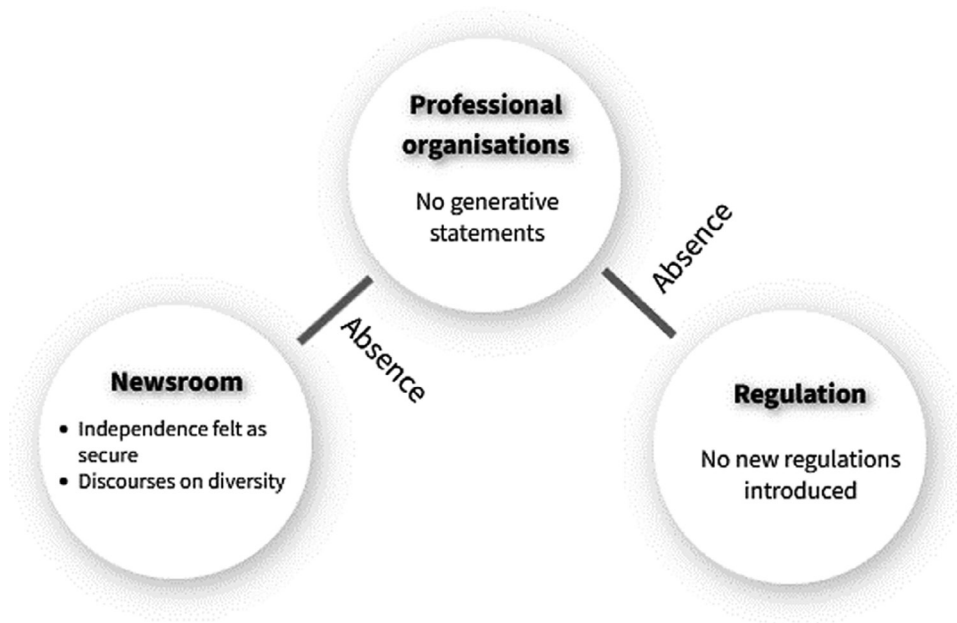 Professional
organisations
No generative
statements
Absence
Absence
Newsroom
• Independence felt as
secure
• Discourses on diversity
Regulation
No new regulations
introduced